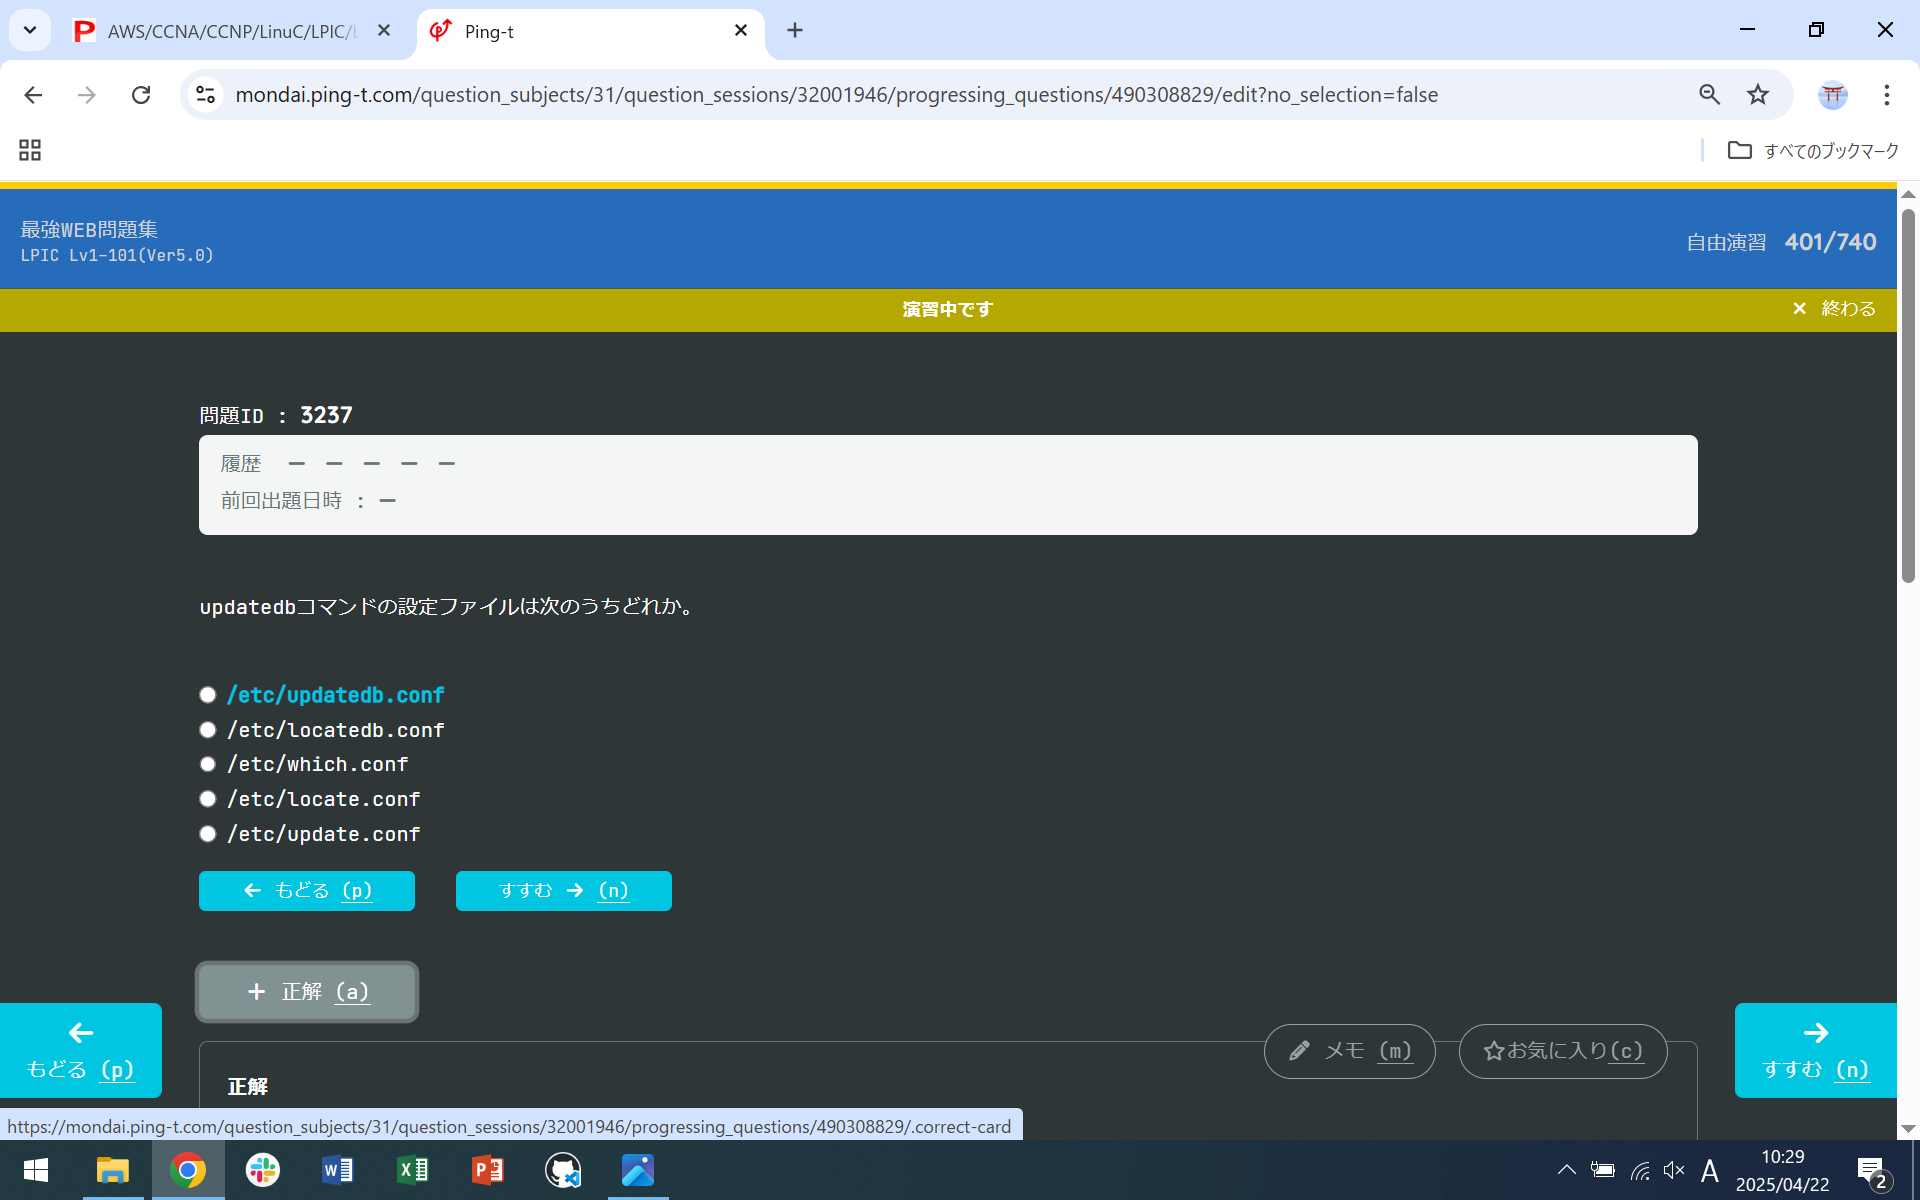 AWS/CCNA/CCNP/LinuC/LPIC/
Ping-t
mondai.ping-t.com/question_subjects/31/question_sessions/32001946/progressing_questions/490308829/edit?no_selection=false
すべてのブックマーク
最強WEB問題集
LPIC Lv1-101(Ver5.0)
自由演習 401/740
演習中です
× 終わる
問題ID : 3237
履歴 ー ー ー ー ー
前回出題日時 : ー
updatedbコマンドの設定ファイルは次のうちどれか。
/etc/updatedb.conf
/etc/locatedb.conf
/etc/which.conf
/etc/locate.conf
/etc/update.conf
← もどる (p)
すすむ → (n)
+ 正解 (a)
メモ (m)
☆お気に入り(c)
正解
← もどる (p)
→ すすむ (n)
https://mondai.ping-t.com/question_subjects/31/question_sessions/32001946/progressing_questions/490308829/.correct-card
A
10:29
2025/04/22
2